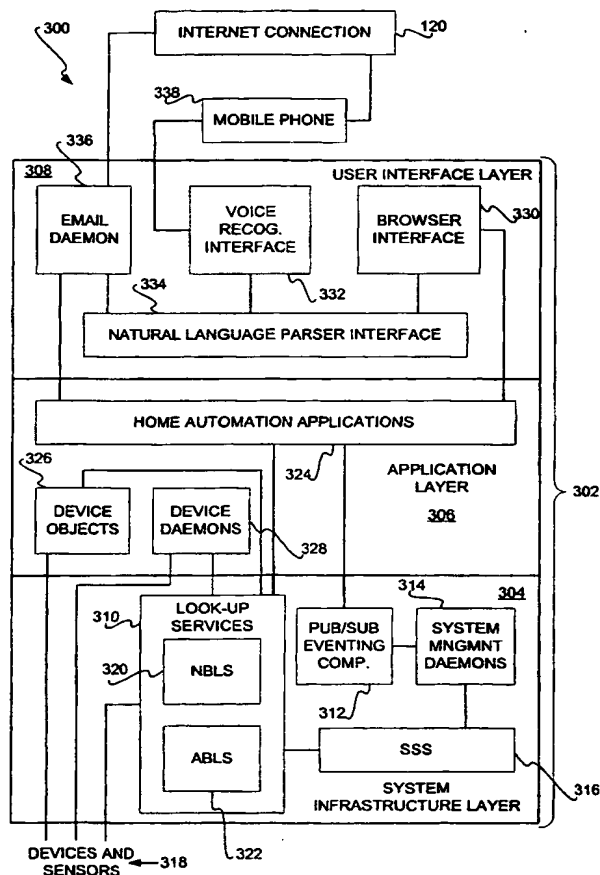 300
INTERNET CONNECTION
120
338
MOBILE PHONE
336
308
USER INTERFACE LAYER
EMAIL
DAEMON
VOICE
RECOG.
INTERFACE
BROWSER
INTERFACE
330
334
332
NATURAL LANGUAGE PARSER INTERFACE
HOME AUTOMATION APPLICATIONS
326
324
APPLICATION
LAYER
306
302
DEVICE
OBJECTS
DEVICE
DAEMONS
328
310
LOOK-UP
SERVICES
314
304
320
NBLS
PUB/SUB
EVENTING
COMP.
SYSTEM
MNGMNT
DAEMONS
312
ABLS
SSS
316
SYSTEM
INFRASTRUCTURE LAYER
322
DEVICES AND
SENSORS
318